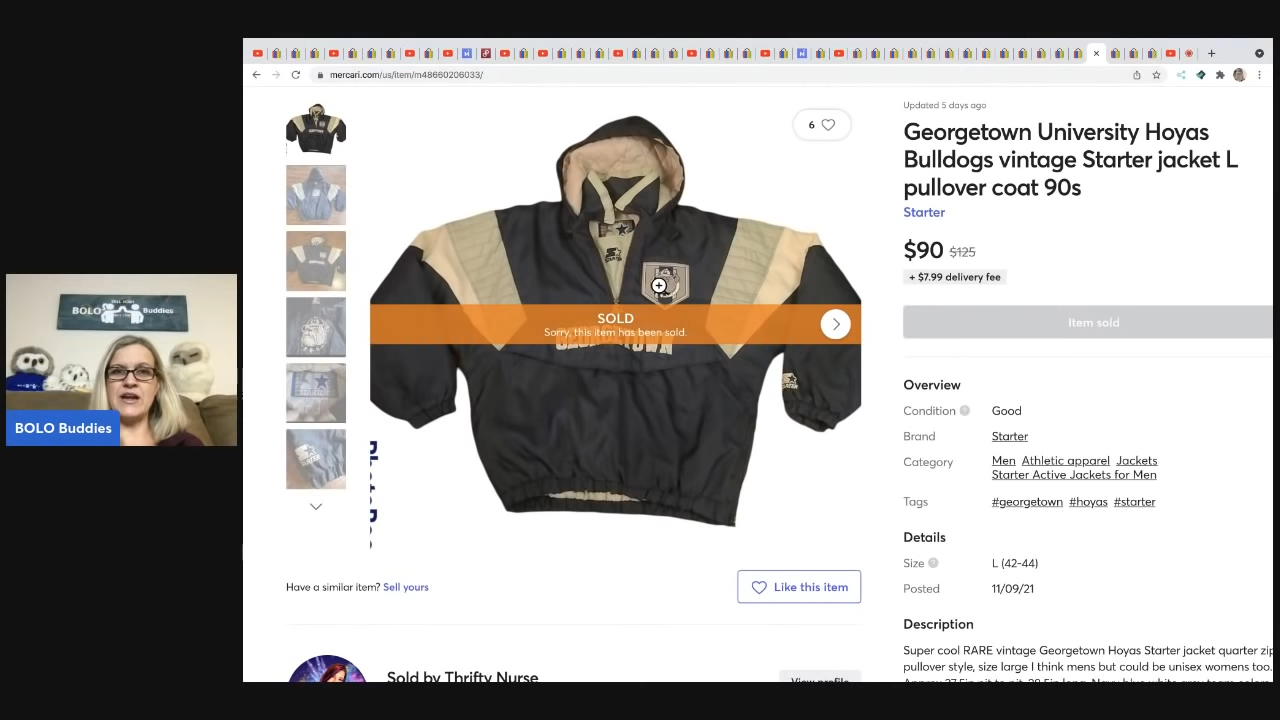 mercari.com/us/item/m48660206033/
Updated 5 days ago
6
Georgetown University Hoyas
Bulldogs vintage Starter jacket L
pullover coat 90s
Starter
$90 $125
+ $7.99 delivery fee
SOLD
Sorry, this item has been sold.
Item sold
GEORGETOWN
STARTER
BOLO Buddies
BOLO Buddies
Overview
Condition Good
Brand Starter
Category Men Athletic apparel Jackets
Starter Active Jackets for Men
Tags #georgetown #hoyas #starter
Details
Size L (42-44)
Posted 11/09/21
Have a similar item? Sell yours
Like this item
Description
Super cool RARE vintage Georgetown Hoyas Starter jacket quarter zip
pullover style, size large I think mens but could be unisex womens too.
Sold by Thrifty Nurse
View profile